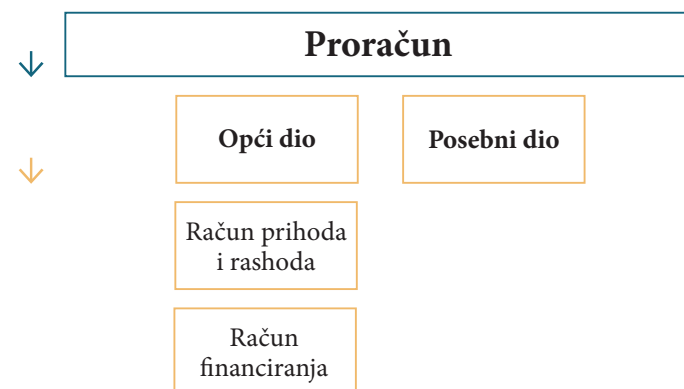 Proračun
Opći dio
Posebni dio
Račun prihoda
i rashoda
Račun
financiranja